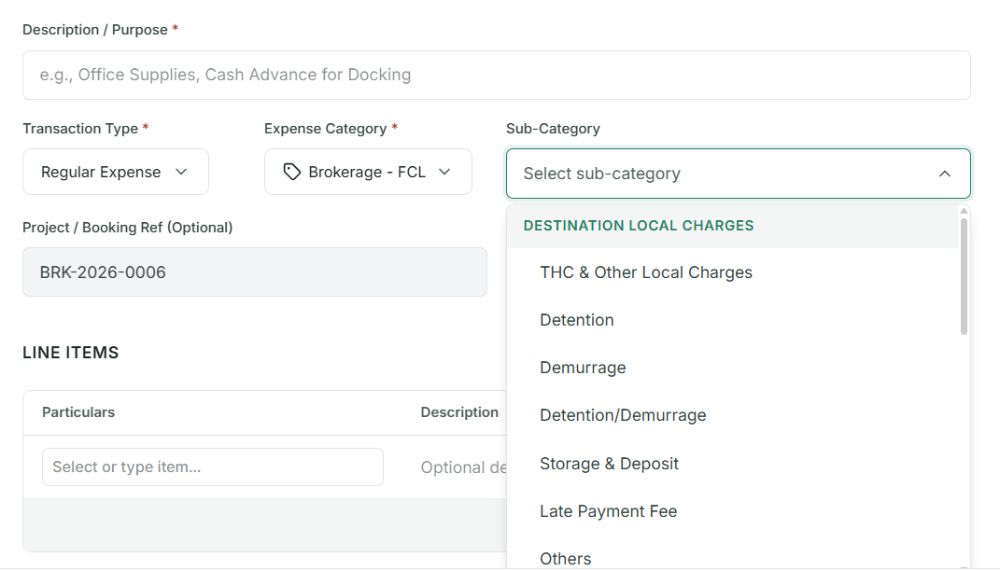 Description / Purpose *
e.g., Office Supplies, Cash Advance for Docking
Transaction Type * Expense Category * Sub-Category
Regular Expense Brokerage - FCL Select sub-category
Project / Booking Ref (Optional) DESTINATION LOCAL CHARGES
BRK-2026-0006 THC & Other Local Charges
Detention
LINE ITEMS Demurrage
Particulars Description Detention/Demurrage
Select or type item... Optional de Storage & Deposit
Late Payment Fee
Others